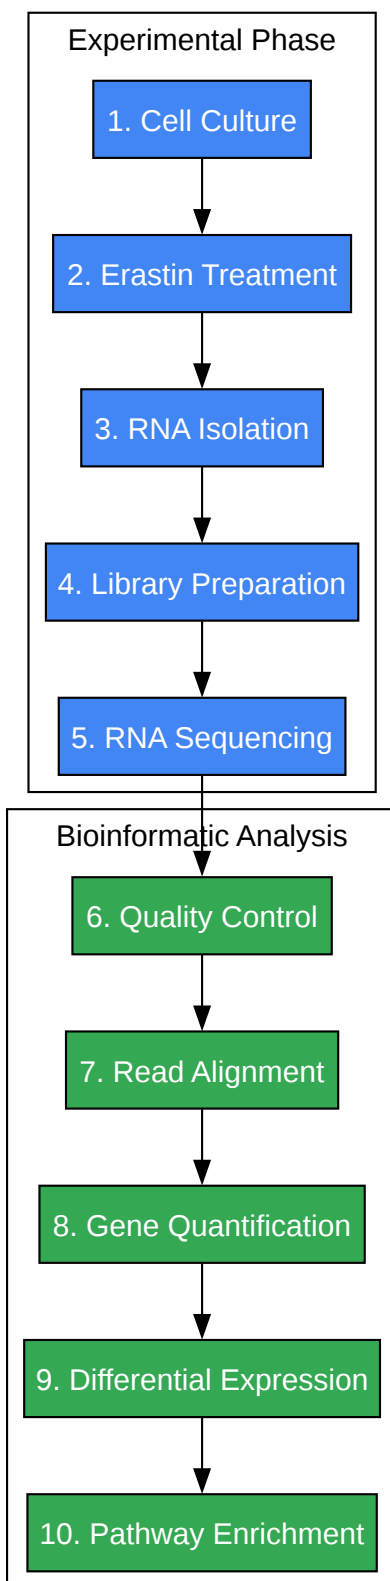 Experimental Phase
1. Cell Culture
2. Erastin Treatment
3. RNA Isolation
4. Library Preparation
5. RNA Sequencing
Bioinformatic Analysis
6. Quality Control
7. Read Alignment
8. Gene Quantification
9. Differential Expression
10. Pathway Enrichment